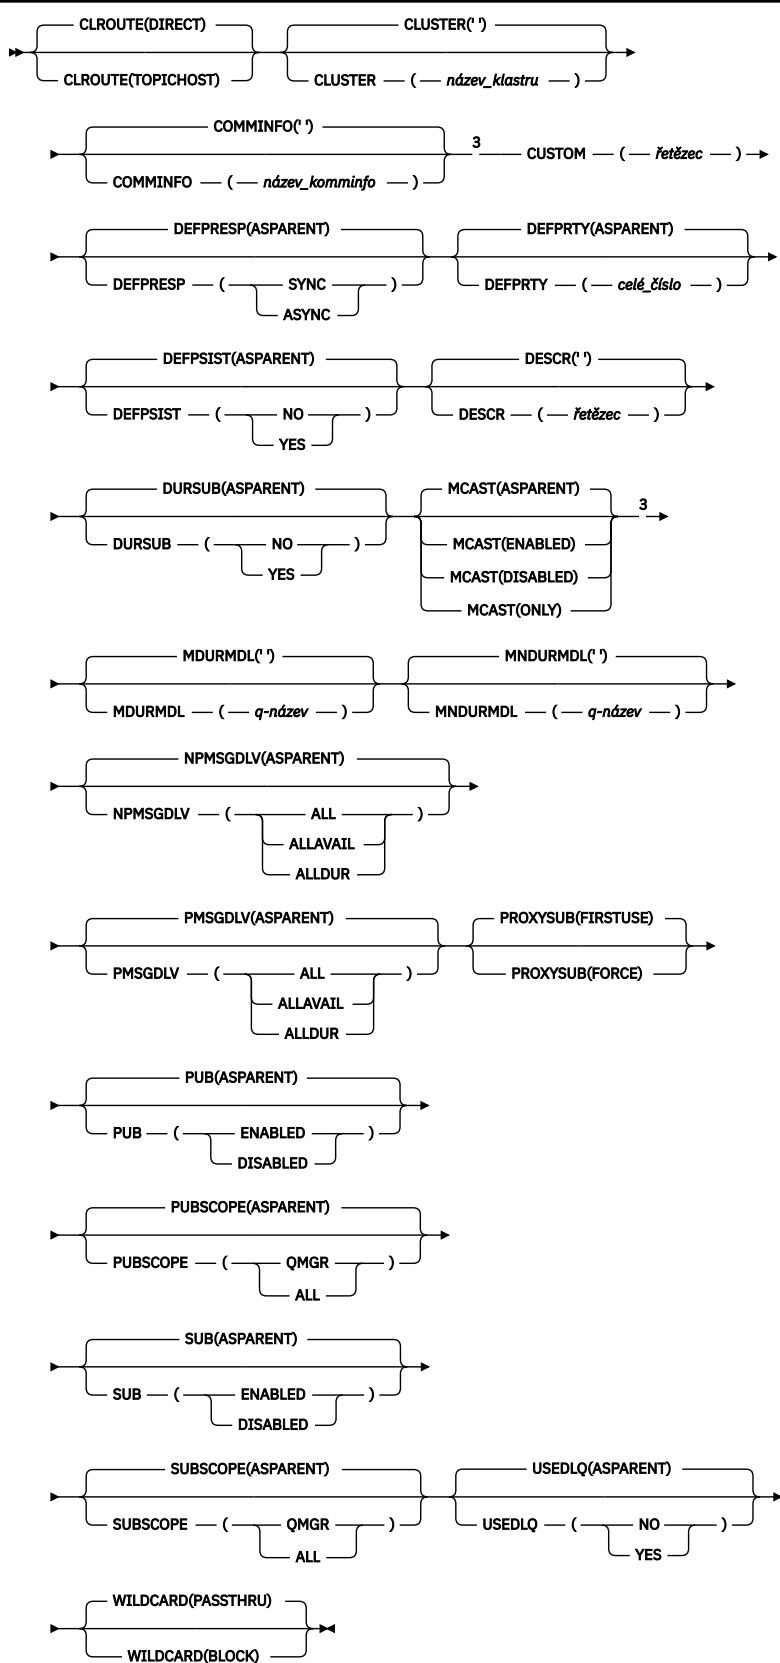 CLROUTE(DIRECT) CLUSTER(' ')
CLROUTE(TOPICHOST) CLUSTER ( název_klastru )
COMMINFO(' ') 3
COMMINFO ( název_komminfo ) CUSTOM ( řetězec )
DEFPRESP(ASPARENT) DEFPRTY(ASPARENT)
DEFPRESP ( SYNC ) DEFPRTY ( celé_číslo )
ASYNC
DEFPSIST(ASPARENT) DESCR(' ')
DEFPSIST ( NO ) DESCR ( řetězec )
YES
DURSUB(ASPARENT) MCAST(ASPARENT) 3
DURSUB ( NO ) MCAST(ENABLED)
YES MCAST(DISABLED)
MCAST(ONLY)
MDURMDL(' ') MNDURMDL(' ')
MDURMDL ( q-název ) MNDURMDL ( q-název )
NPMSGDLV(ASPARENT)
NPMSGDLV ( ALL )
ALLAVAIL
ALLDUR
PMSGDLV(ASPARENT) PROXYSUB(FIRSTUSE)
PMSGDLV ( ALL ) PROXYSUB(FORCE)
ALLAVAIL
ALLDUR
PUB(ASPARENT)
PUB ( ENABLED )
DISABLED
PUBSCOPE(ASPARENT)
PUBSCOPE ( QMGR )
ALL
SUB(ASPARENT)
SUB ( ENABLED )
DISABLED
SUBSCOPE(ASPARENT) USEDLQ(ASPARENT)
SUBSCOPE ( QMGR ) USEDLQ ( NO )
ALL YES
WILDCARD(PASSTHRU)
WILDCARD(BLOCK)